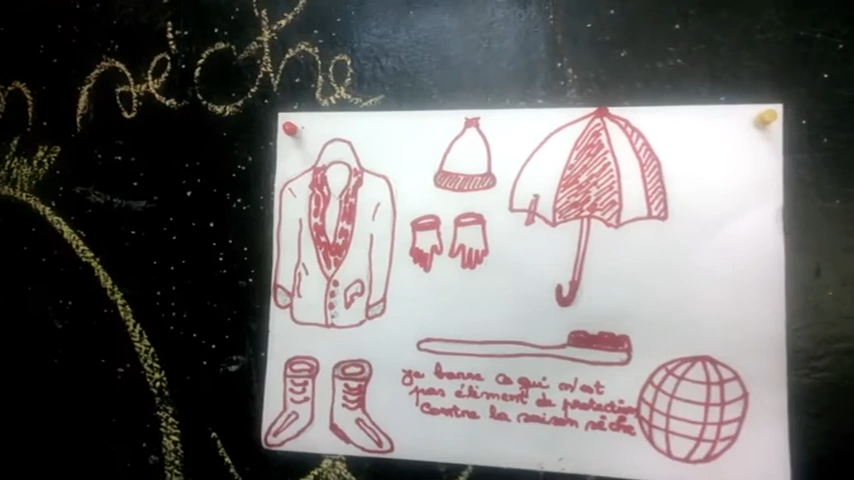 n sèche
je barre ce qui n'est
pas élément de protection
contre la saison sèche